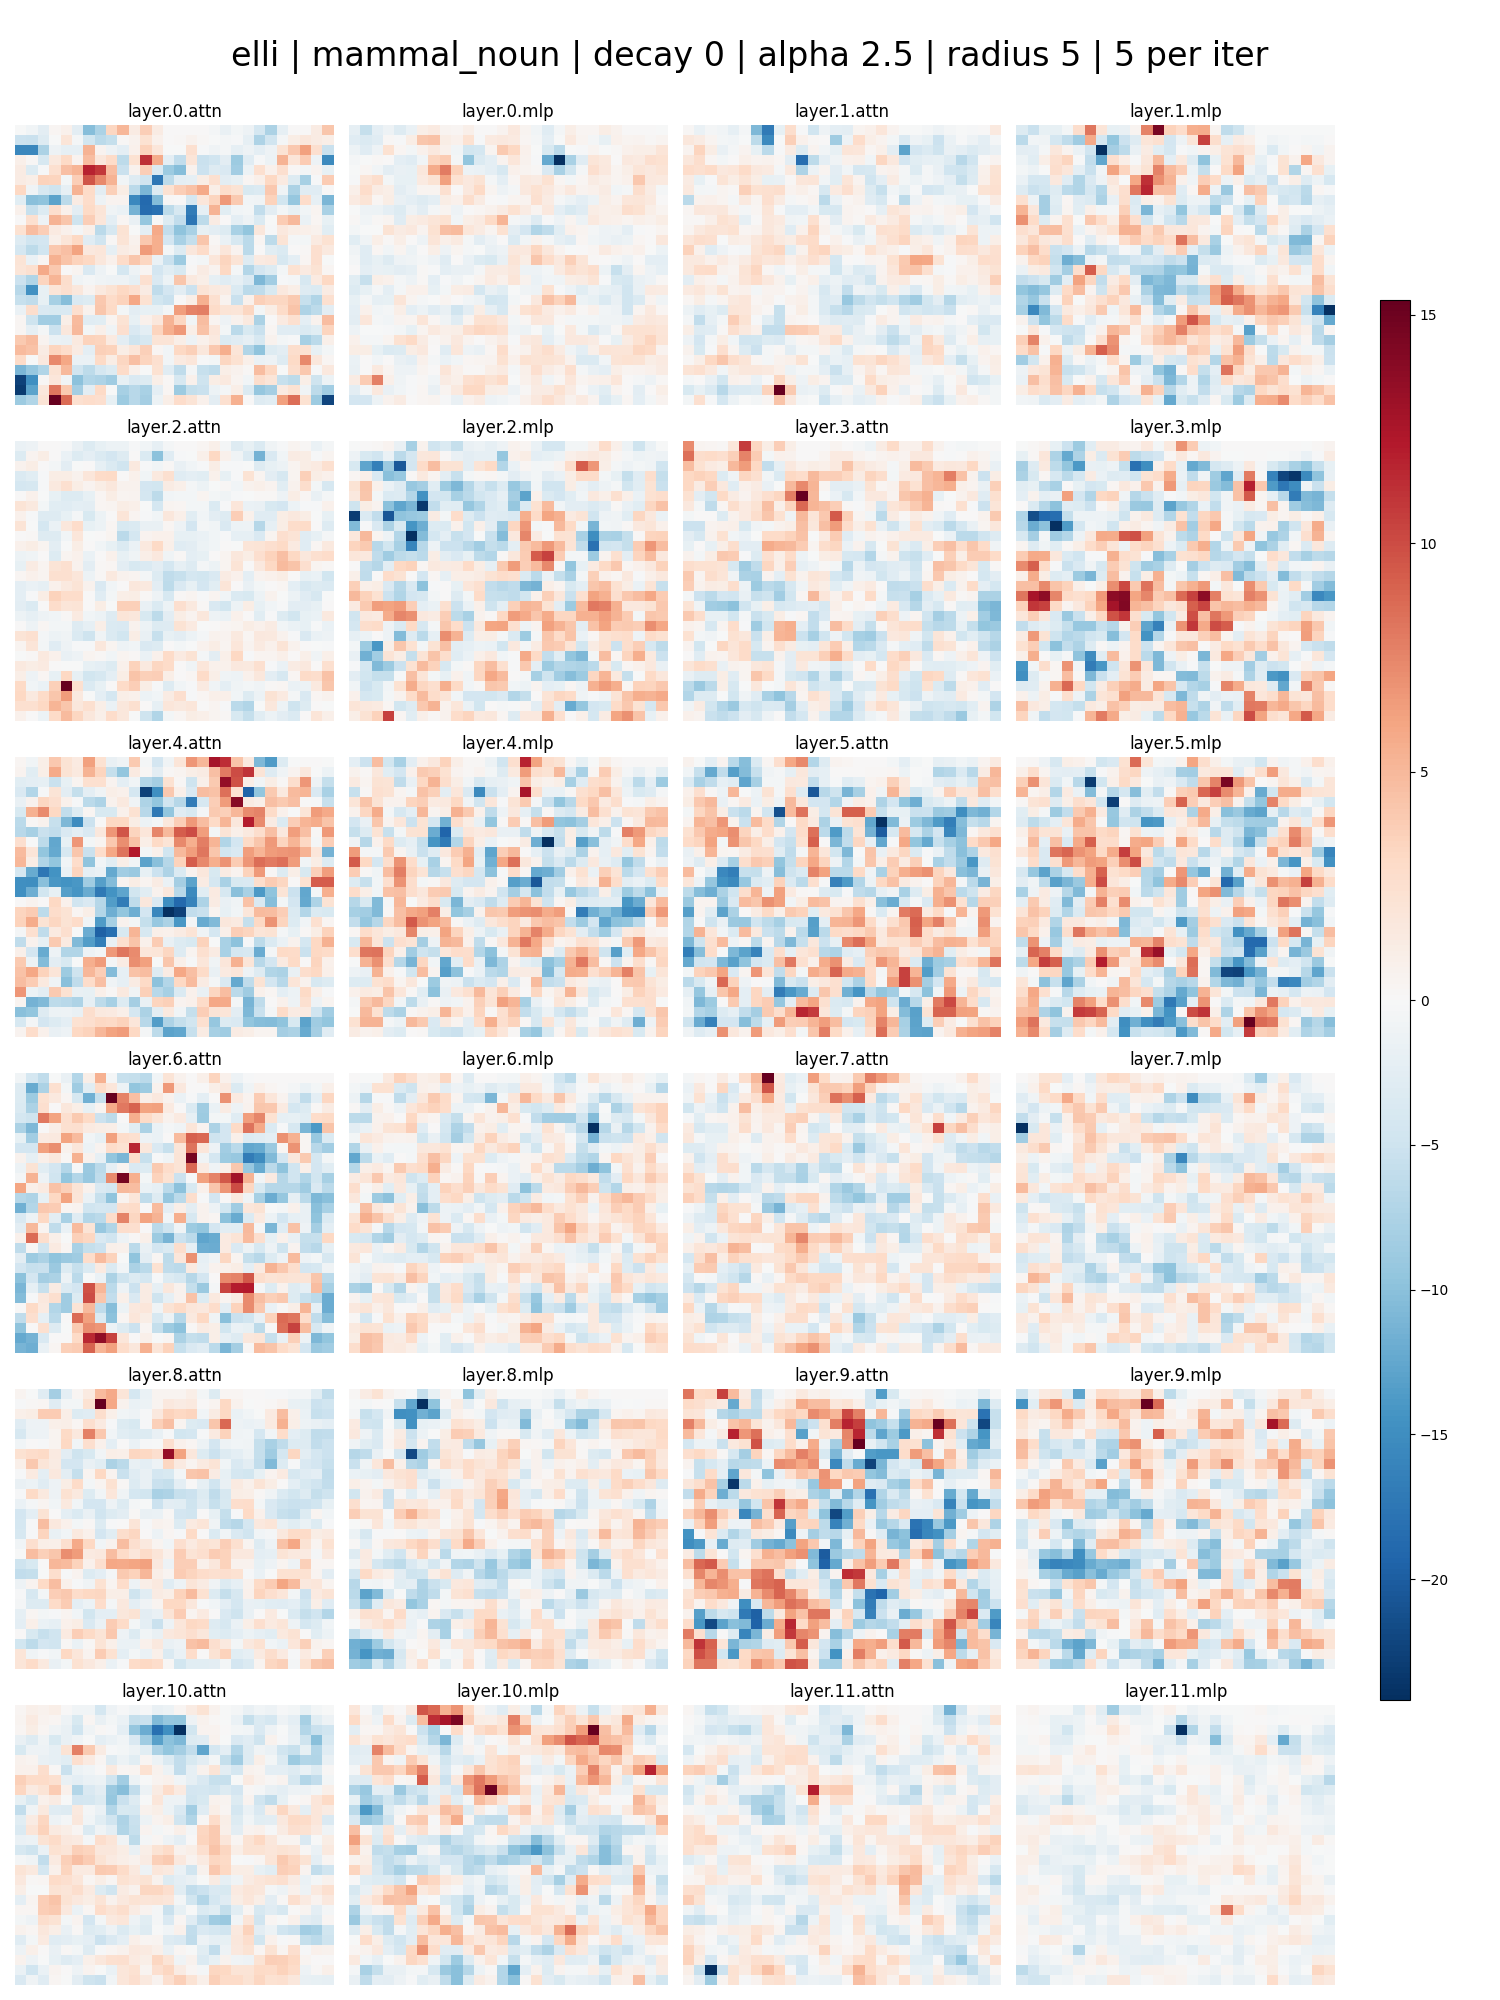 elli | mammal_noun | decay 0 | alpha 2.5 | radius 5 | 5 per iter
layer.0.attn
layer.0.mlp
layer.1.attn
layer.1.mlp
layer.2.attn
layer.2.mlp
layer.3.attn
layer.3.mlp
layer.4.attn
layer.4.mlp
layer.5.attn
layer.5.mlp
layer.6.attn
layer.6.mlp
layer.7.attn
layer.7.mlp
layer.8.attn
layer.8.mlp
layer.9.attn
layer.9.mlp
layer.10.attn
layer.10.mlp
layer.11.attn
layer.11.mlp
15
10
5
0
−5
−10
−15
−20